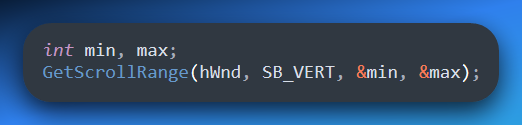 int min, max;
GetScrollRange(hWnd, SB_VERT, &min, &max);